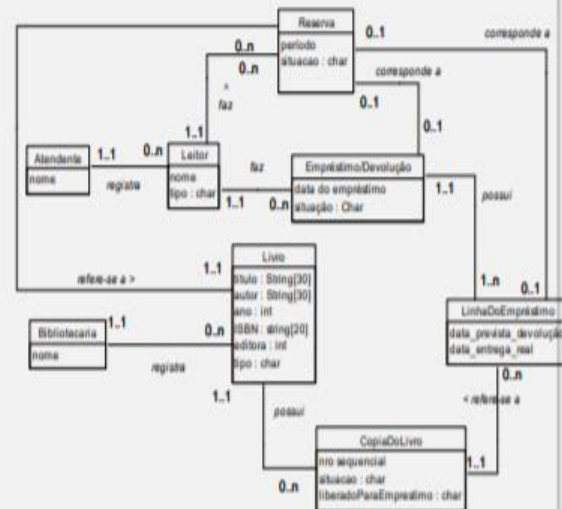 Reserva
período
situacao : char
0..1
corresponde a
0..n
0..n
^
faz
corresponde a
0..1
0..1
1..1
Atendente
nome
1..1
0..n
registra
Leitor
nome
tipo : char
faz
1..1
0..n
Empréstimo/Devolução
data do empréstimo
situação : Char
1..1
possui
refere-se a >
1..1
Livro
titulo : String[30]
autor : String[30]
ano : int
ISBN : string[20]
editora : int
tipo : char
1..n
0..1
LinhaDoEmpréstimo
data_prevista_devolução
data_entrega_real
Bibliotecaria
nome
1..1
0..n
registra
1..1
0..n
< refere-se a
possui
0..n
CopiaDoLivro
nro sequencial
situacao : char
liberadoParaEmprestimo : char
1..1